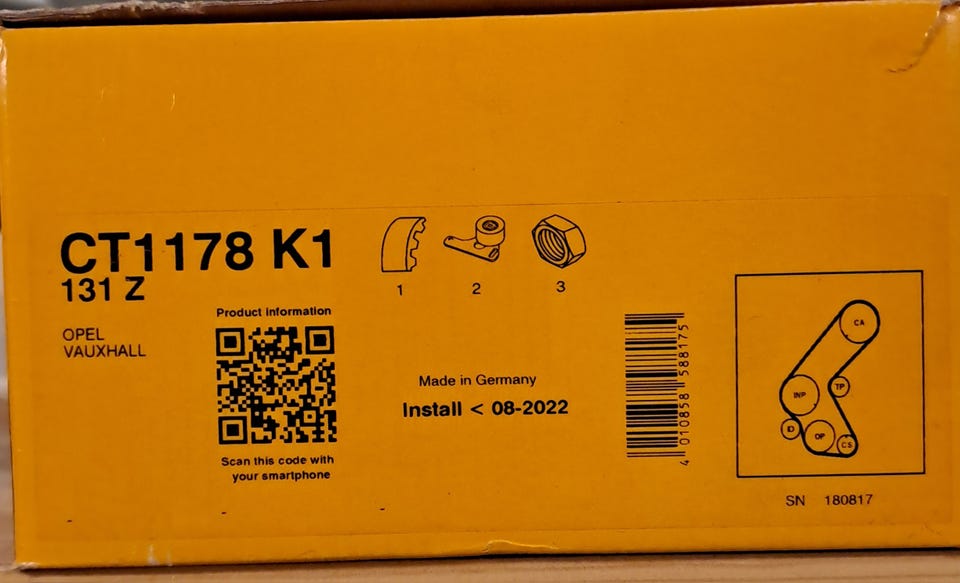 CT1178 K1
131 Z
OPEL
VAUXHALL
Product information
Scan this code with
your smartphone
1 2 3
Made in Germany
Install < 08-2022
4 010858 588175
CA
INP
TP
ID
OP
CS
SN 180817